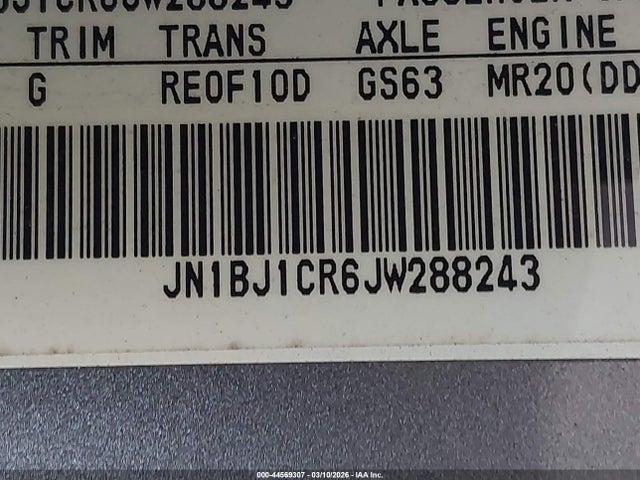 TRIM TRANS AXLE ENGINE
G RE0F10D GS63 MR20(DD
JN1BJ1CR6JW288243
000-44569307 - 03/10/2026 - IAA Inc.